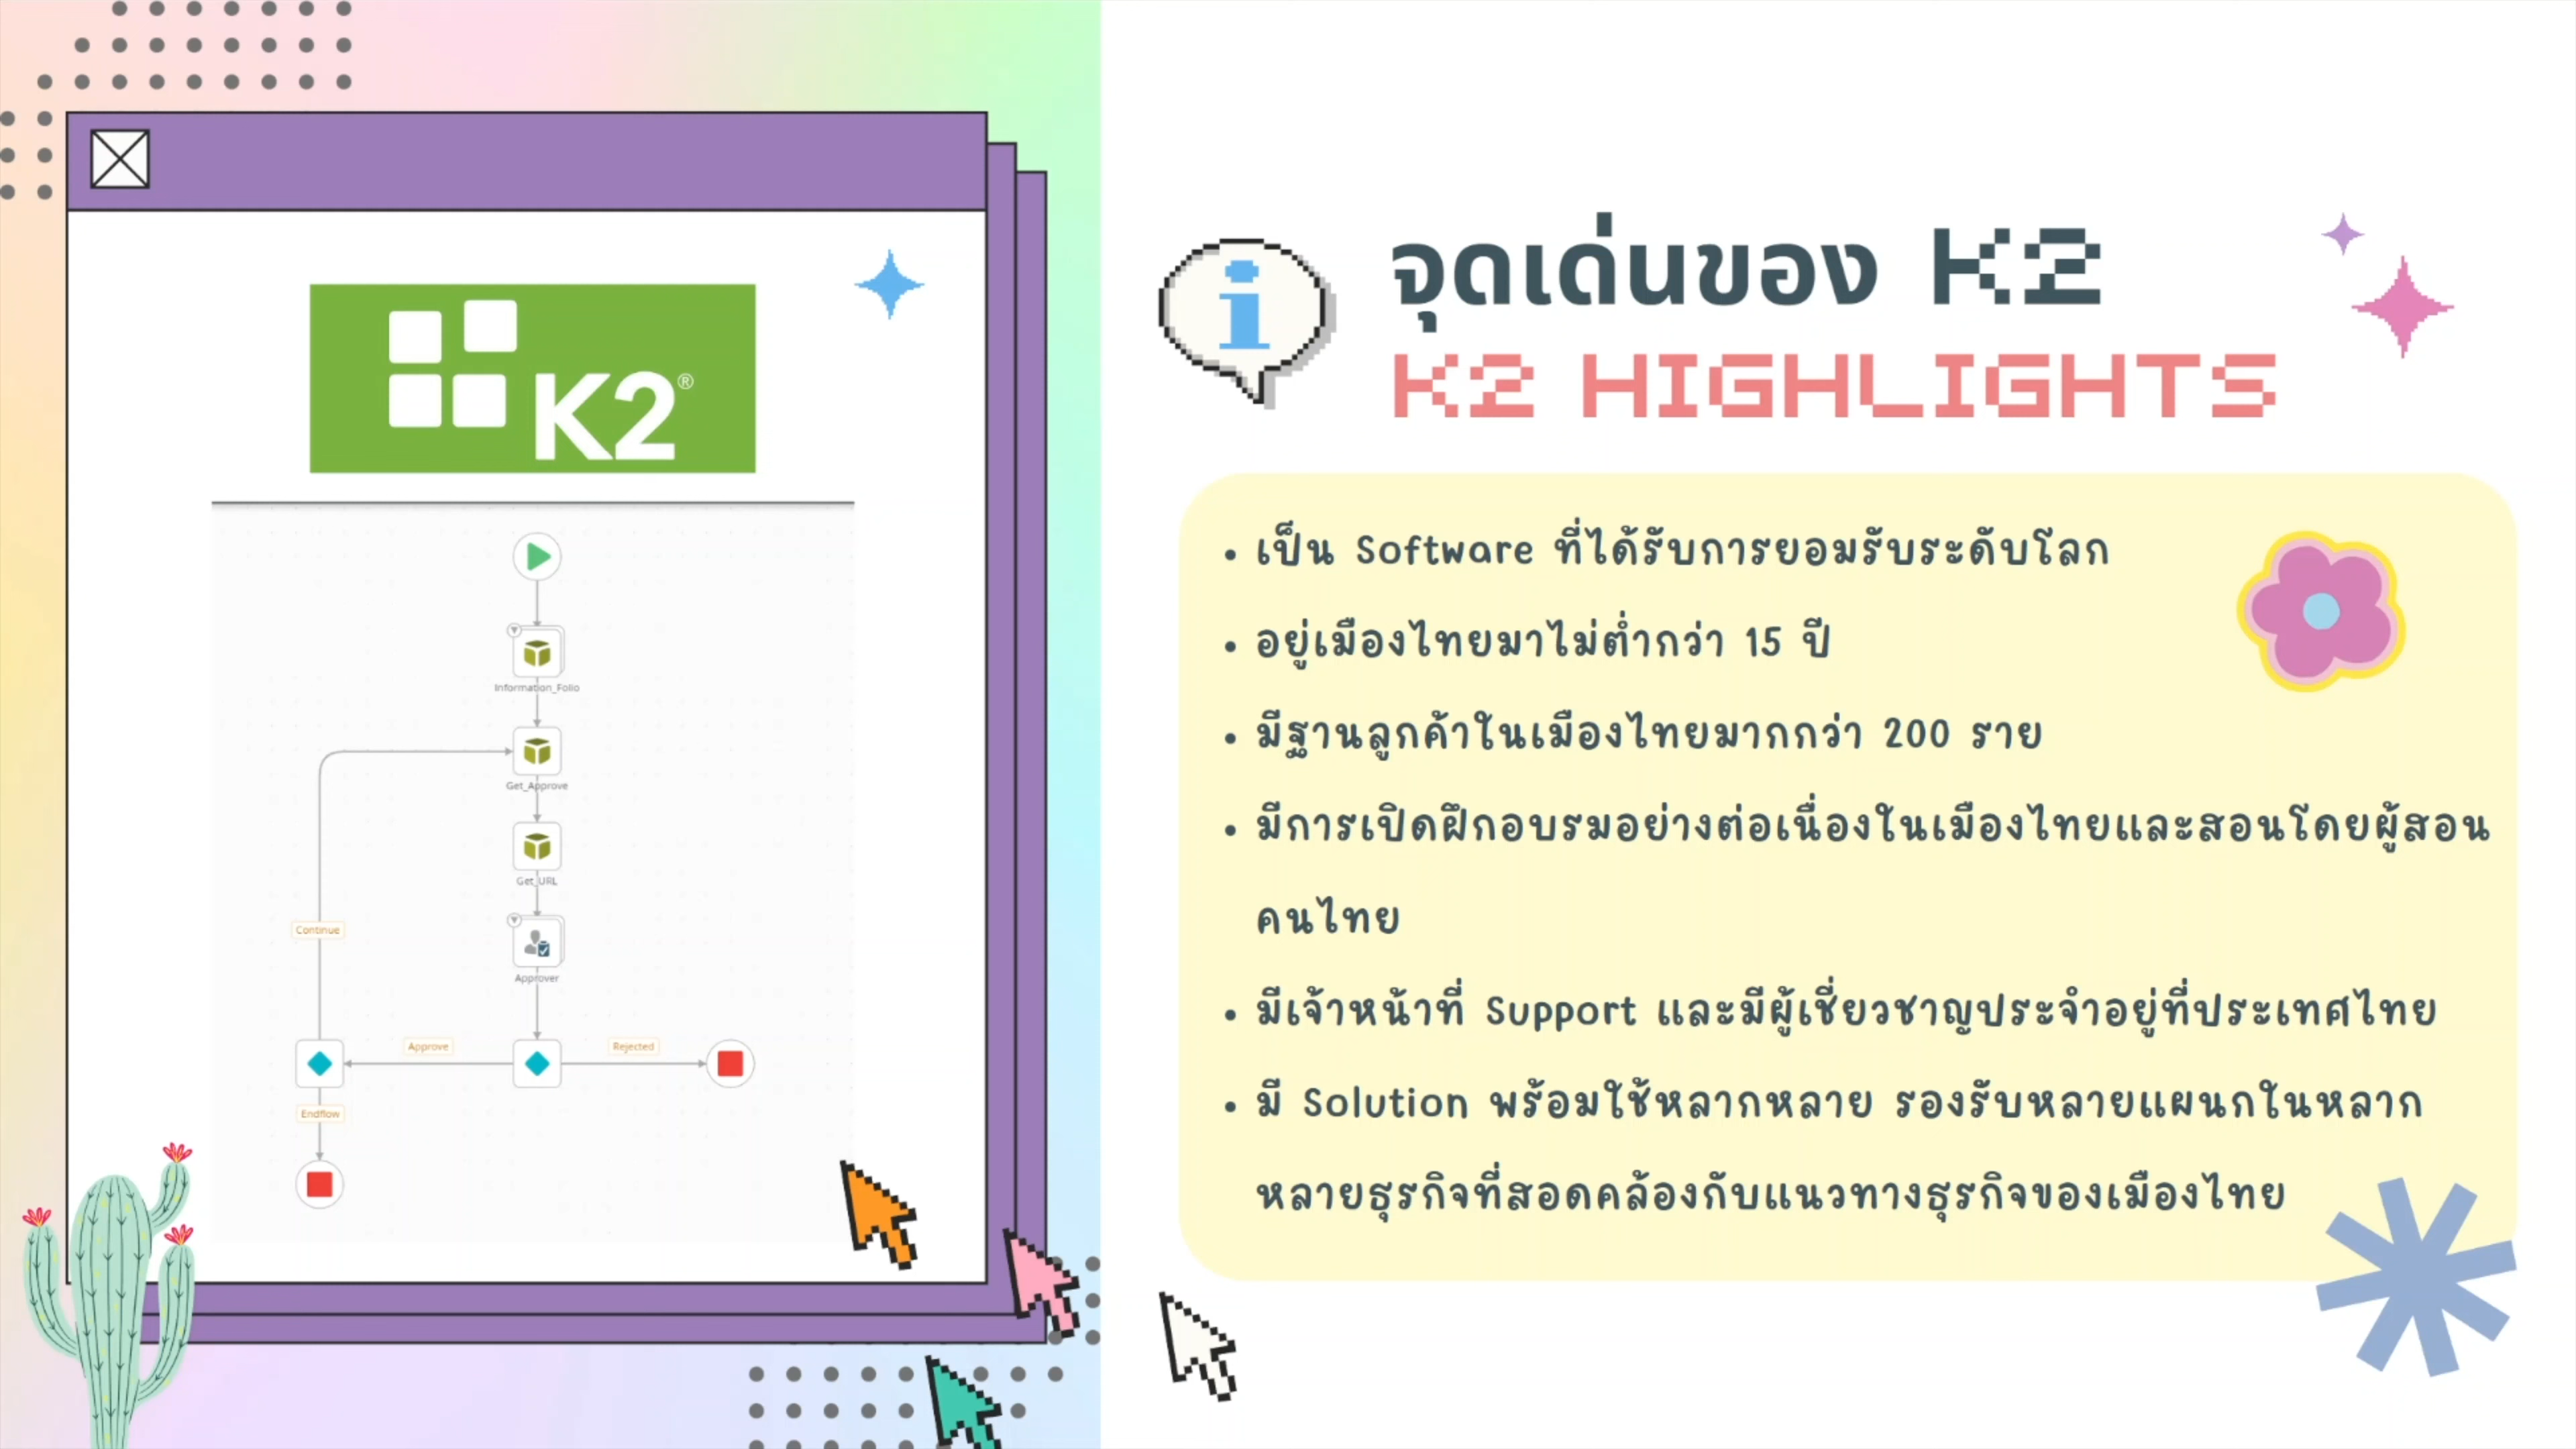 K2®
Information_Folio
Get_Approve
Get_URL
Continue
Approver
Approve
Rejected
Endflow
จุดเด่นของ K2
K2 HIGHLIGHTS
• เป็น Software ที่ได้รับการยอมรับระดับโลก
• อยู่เมืองไทยมาไม่ต่ำกว่า 15 ปี
• มีฐานลูกค้าในเมืองไทยมากกว่า 200 ราย
• มีการเปิดฝึกอบรมอย่างต่อเนื่องในเมืองไทยและสอนโดยผู้สอน
คนไทย
• มีเจ้าหน้าที่ Support และมีผู้เชี่ยวชาญประจำอยู่ที่ประเทศไทย
• มี Solution พร้อมใช้หลากหลาย รองรับหลายแผนกในหลาก
หลายธุรกิจที่สอดคล้องกับแนวทางธุรกิจของเมืองไทย